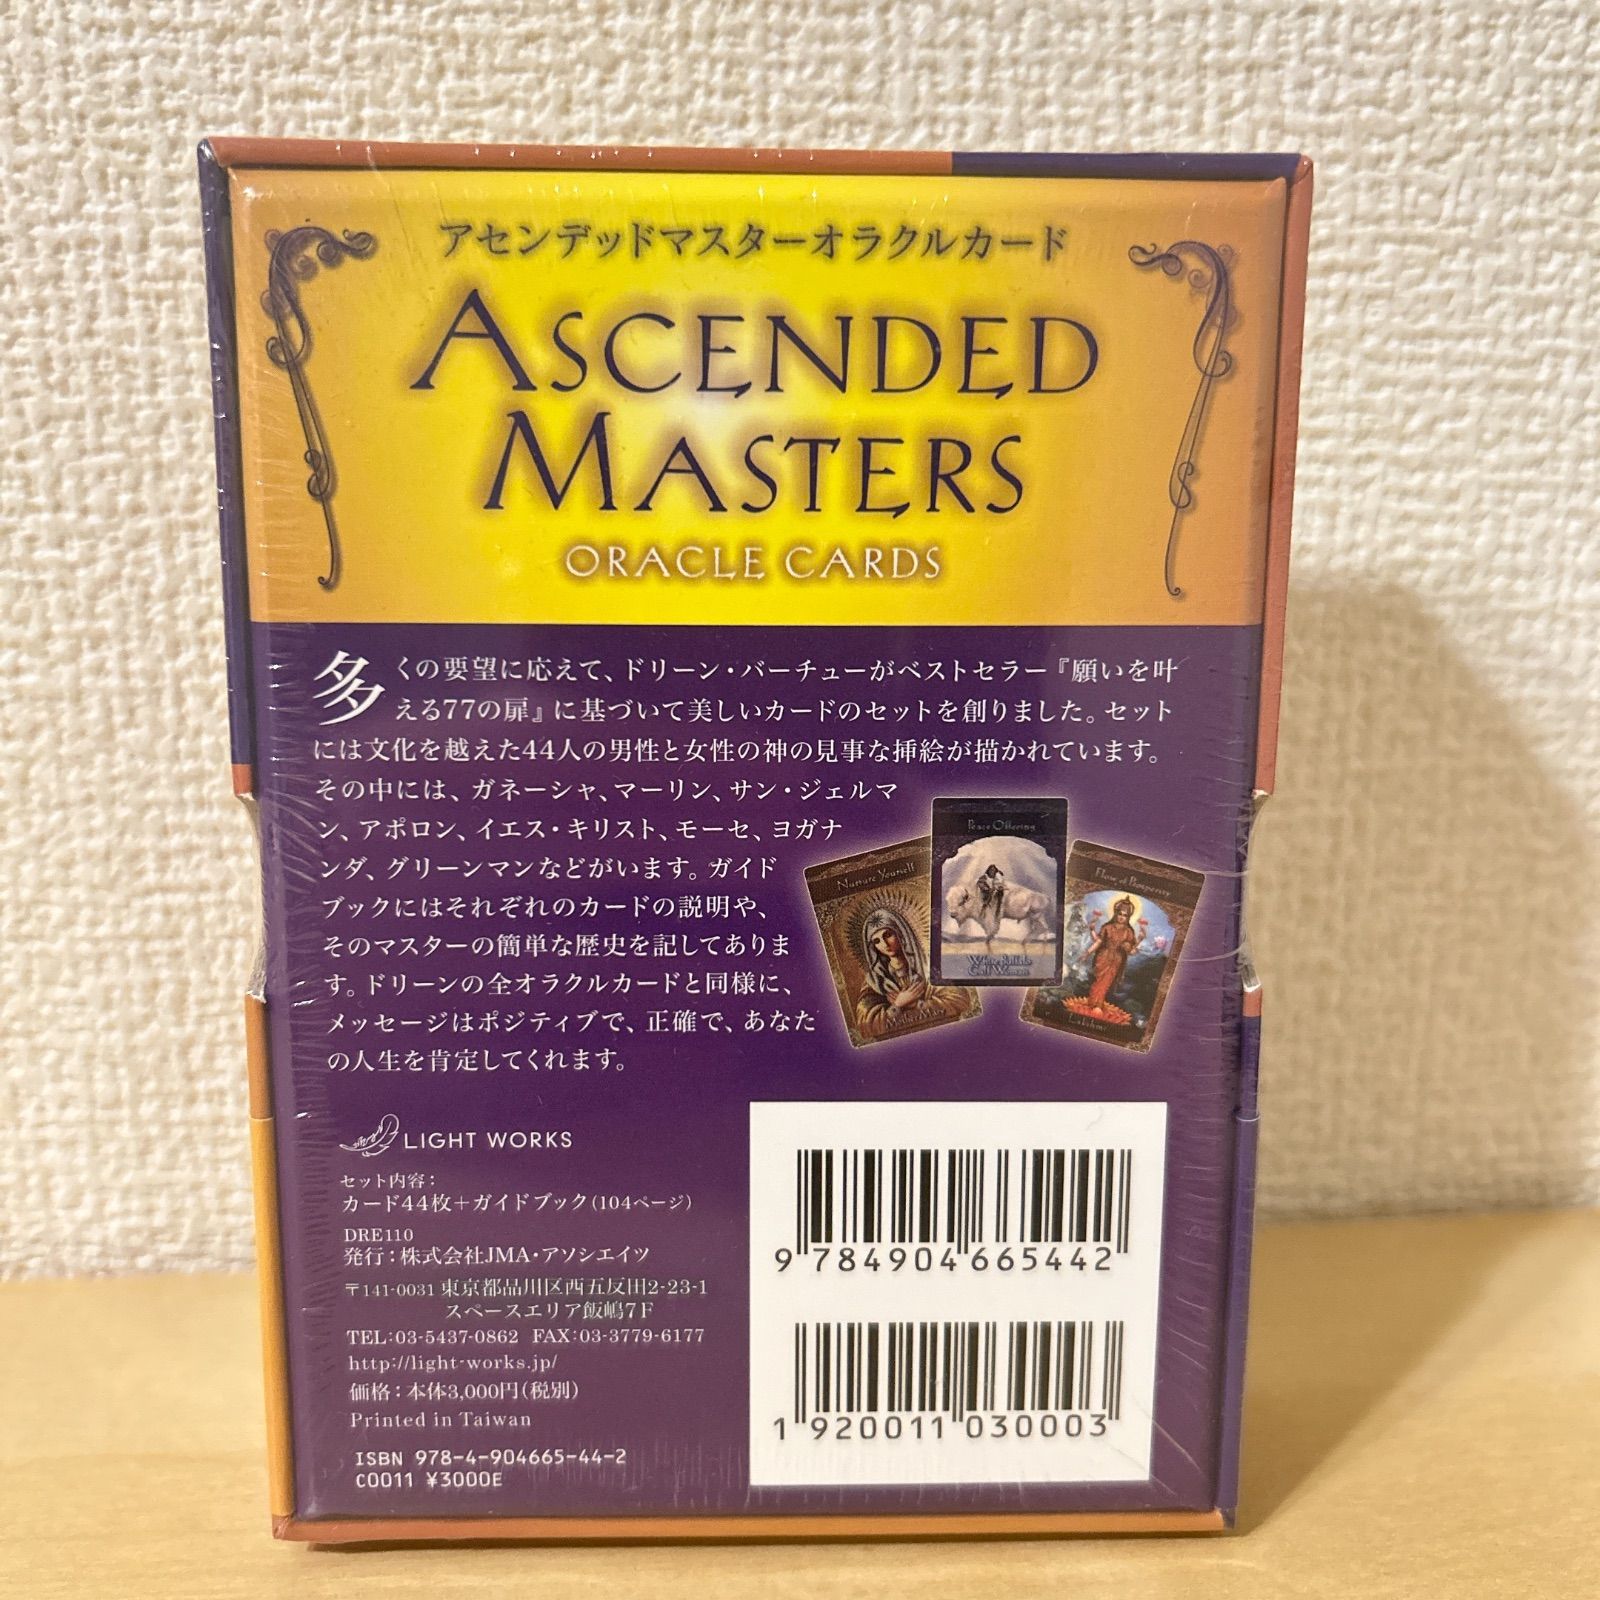 アセンデッドマスターオラクルカード
ASCENDED
MASTERS
ORACLE CARDS
多くの要望に応えて、ドリーン・バーチューがベストセラー『願いを叶
える77の扉』に基づいて美しいカードのセットを創りました。セット
には文化を越えた44人の男性と女性の神の見事な挿絵が描かれています。
その中には、ガネーシャ、マーリン、サン・ジェルマ
ン、アポロン、イエス・キリスト、モーセ、ヨガナ
ンダ、グリーンマンなどがいます。ガイド
ブックにはそれぞれのカードの説明や、
そのマスターの簡単な歴史を記してありま
す。ドリーンの全オラクルカードと同様に、
メッセージはポジティブで、正確で、あなた
の人生を肯定してくれます。
Nurture Yourself
Mother Mary
Peace Offering
White Buffalo
Calf Woman
Flow of Prosperity
Lakshmi
LIGHT WORKS
セット内容：
カード44枚＋ガイドブック（104ページ）
DRE110
発行：株式会社JMA・アソシエイツ
〒141-0031 東京都品川区西五反田2-23-1
スペースエリア飯嶋7F
TEL:03-5437-0862 FAX:03-3779-6177
http://light-works.jp/
価格：本体3,000円（税別）
Printed in Taiwan
ISBN 978-4-904665-44-2
C0011 ¥3000E
9 784904 665442
1 920011 030003